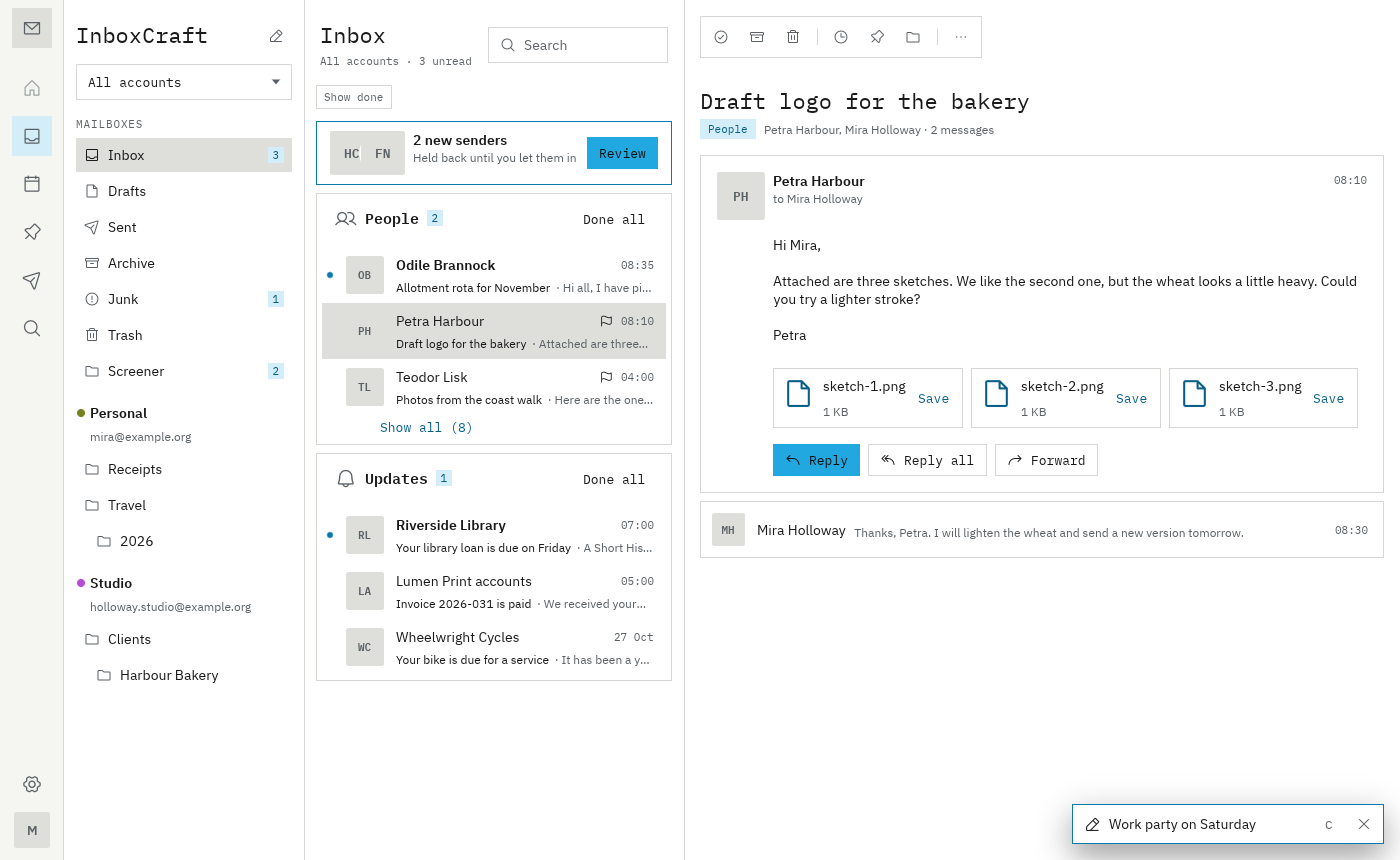 InboxCraft
All accounts
MAILBOXES
Inbox 3
Drafts
Sent
Archive
Junk 1
Trash
Screener 2
Personal
mira@example.org
Receipts
Travel
2026
Studio
holloway.studio@example.org
Clients
Harbour Bakery
M
Inbox
All accounts · 3 unread
Search
Show done
HC FN
2 new senders
Held back until you let them in
Review
People 2 Done all
OB Odile Brannock 08:35
Allotment rota for November · Hi all, I have pi…
PH Petra Harbour 08:10
Draft logo for the bakery · Attached are three…
TL Teodor Lisk 04:00
Photos from the coast walk · Here are the one…
Show all (8)
Updates 1 Done all
RL Riverside Library 07:00
Your library loan is due on Friday · A Short His…
LA Lumen Print accounts 05:00
Invoice 2026-031 is paid · We received your…
WC Wheelwright Cycles 27 Oct
Your bike is due for a service · It has been a y…
Draft logo for the bakery
People Petra Harbour, Mira Holloway · 2 messages
PH Petra Harbour 08:10
to Mira Holloway
Hi Mira,
Attached are three sketches. We like the second one, but the wheat looks a little heavy. Could
you try a lighter stroke?
Petra
sketch-1.png 1 KB Save
sketch-2.png 1 KB Save
sketch-3.png 1 KB Save
Reply Reply all Forward
MH Mira Holloway Thanks, Petra. I will lighten the wheat and send a new version tomorrow. 08:30
Work party on Saturday C